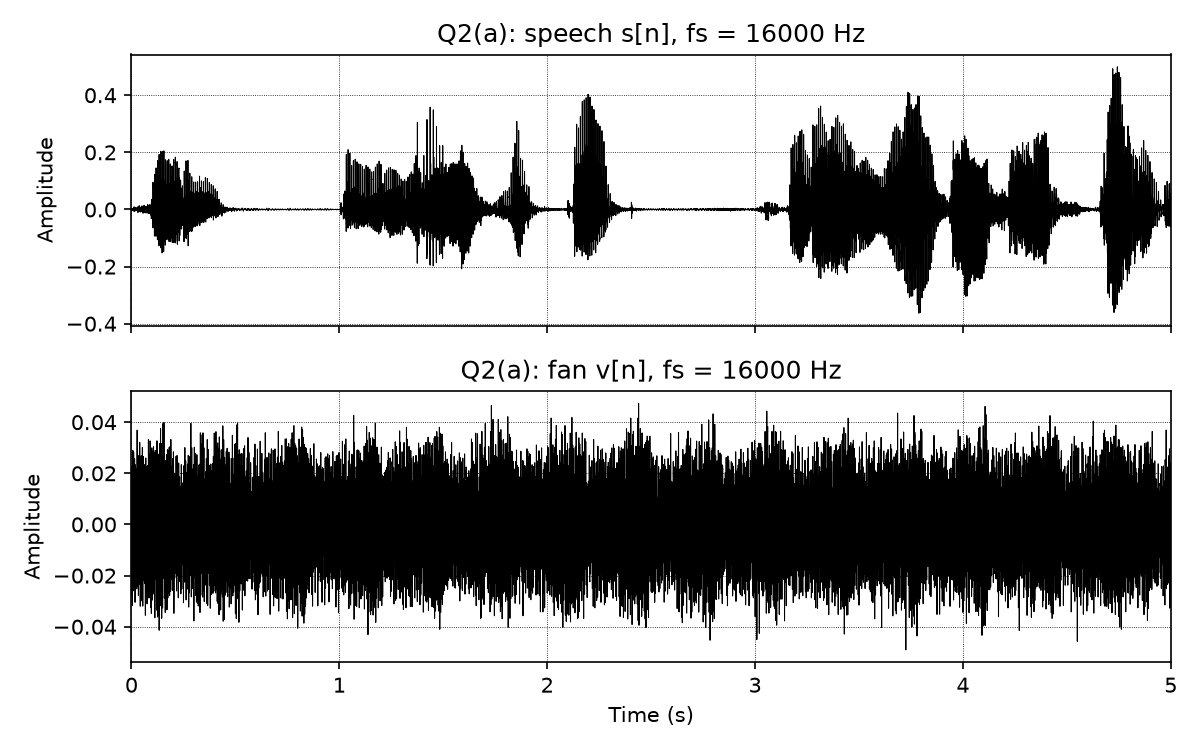 Q2(a): speech s[n], fs = 16000 Hz
Amplitude
0.4
0.2
0.0
−0.2
−0.4
Q2(a): fan v[n], fs = 16000 Hz
Amplitude
0.04
0.02
0.00
−0.02
−0.04
0 1 2 3 4 5
Time (s)